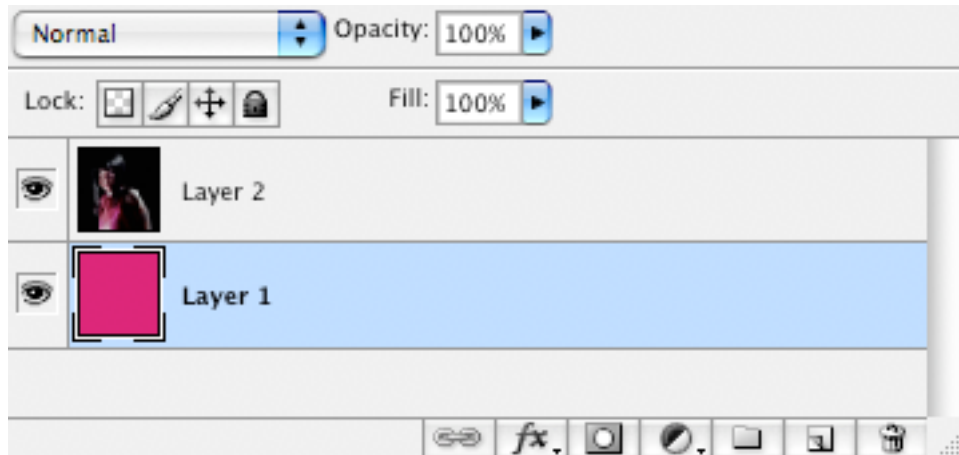 Normal Opacity: 100%
Lock: Fill: 100%
Layer 2
Layer 1
fx.